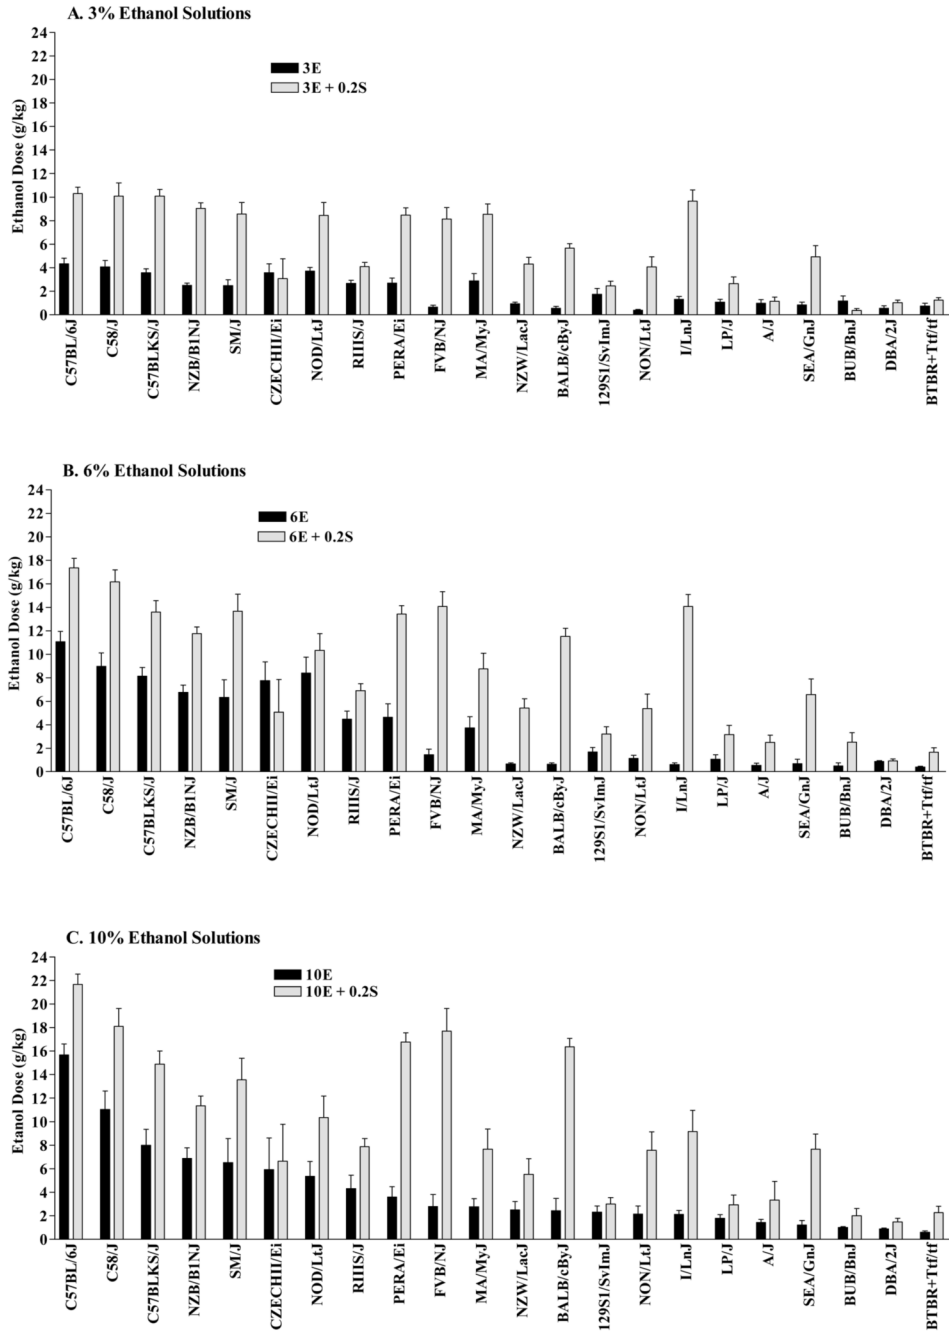 A. 3% Ethanol Solutions
24
22
20
18
16
14
12
10
8
6
4
2
0
Ethanol Dose (g/kg)
3E
3E + 0.2S
C57BL/6J
C58/J
C57BLKS/J
NZB/B1NJ
SM/J
CZECHII/Ei
NOD/LtJ
RIIIS/J
PERA/Ei
FVB/NJ
MA/MyJ
NZW/LacJ
BALB/cByJ
129S1/SvImJ
NON/LtJ
I/LnJ
LP/J
A/J
SEA/GnJ
BUB/BnJ
DBA/2J
BTBR+Ttf/tf
B. 6% Ethanol Solutions
24
22
20
18
16
14
12
10
8
6
4
2
0
Ethanol Dose (g/kg)
6E
6E + 0.2S
C57BL/6J
C58/J
C57BLKS/J
NZB/B1NJ
SM/J
CZECHII/Ei
NOD/LtJ
RIIIS/J
PERA/Ei
FVB/NJ
MA/MyJ
NZW/LacJ
BALB/cByJ
129S1/SvImJ
NON/LtJ
I/LnJ
LP/J
A/J
SEA/GnJ
BUB/BnJ
DBA/2J
BTBR+Ttf/tf
C. 10% Ethanol Solutions
24
22
20
18
16
14
12
10
8
6
4
2
0
Etanol Dose (g/kg)
10E
10E + 0.2S
C57BL/6J
C58/J
C57BLKS/J
NZB/B1NJ
SM/J
CZECHII/Ei
NOD/LtJ
RIIIS/J
PERA/Ei
FVB/NJ
MA/MyJ
NZW/LacJ
BALB/cByJ
129S1/SvImJ
NON/LtJ
I/LnJ
LP/J
A/J
SEA/GnJ
BUB/BnJ
DBA/2J
BTBR+Ttf/tf